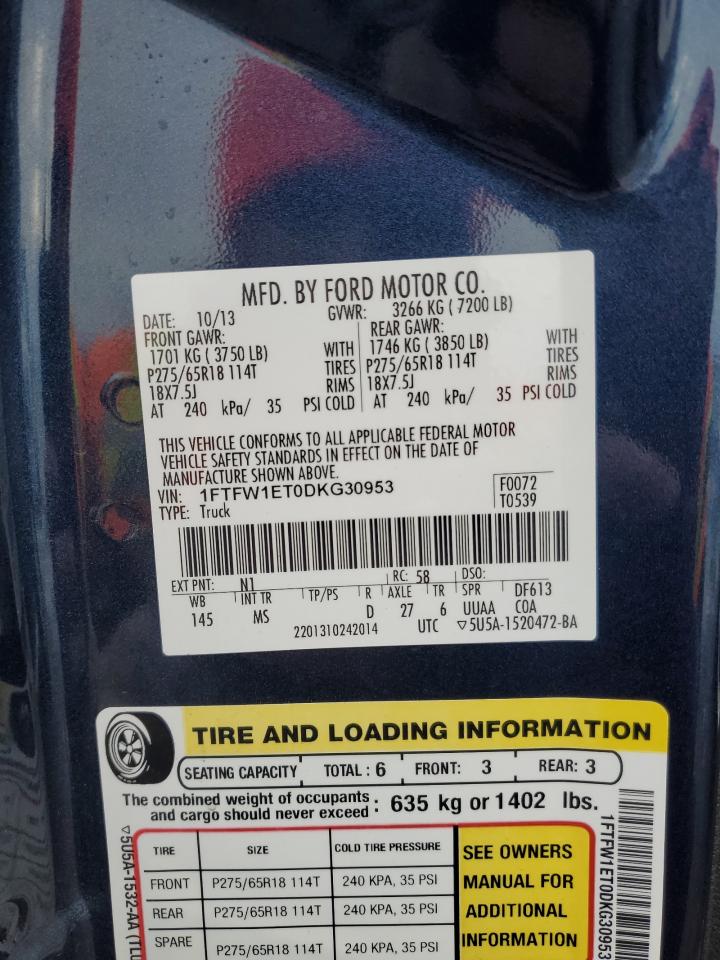 MFD. BY FORD MOTOR CO.
DATE: 10/13 GVWR: 3266 KG ( 7200 LB)
FRONT GAWR: REAR GAWR:
1701 KG ( 3750 LB) WITH 1746 KG ( 3850 LB) WITH
P275/65R18 114T TIRES P275/65R18 114T TIRES
18X7.5J RIMS 18X7.5J RIMS
AT 240 kPa/ 35 PSI COLD AT 240 kPa/ 35 PSI COLD
THIS VEHICLE CONFORMS TO ALL APPLICABLE FEDERAL MOTOR
VEHICLE SAFETY STANDARDS IN EFFECT ON THE DATE OF
MANUFACTURE SHOWN ABOVE.
VIN: 1FTFW1ET0DKG30953 F0072
TYPE: Truck T0539
EXT PNT: N1 RC: 58 DSO:
WB INT TR TP/PS R AXLE TR SPR DF613
145 MS D 27 6 UUAA COA
2201310242014 UTC ▽5U5A-1520472-BA
TIRE AND LOADING INFORMATION
SEATING CAPACITY TOTAL : 6 FRONT: 3 REAR: 3
The combined weight of occupants
and cargo should never exceed : 635 kg or 1402 lbs.
TIRE SIZE COLD TIRE PRESSURE
FRONT P275/65R18 114T 240 KPA, 35 PSI
REAR P275/65R18 114T 240 KPA, 35 PSI
SPARE P275/65R18 114T 240 KPA, 35 PSI
SEE OWNERS
MANUAL FOR
ADDITIONAL
INFORMATION
▽5U5A-1532-AA
1FTFW1ET0DKG30953